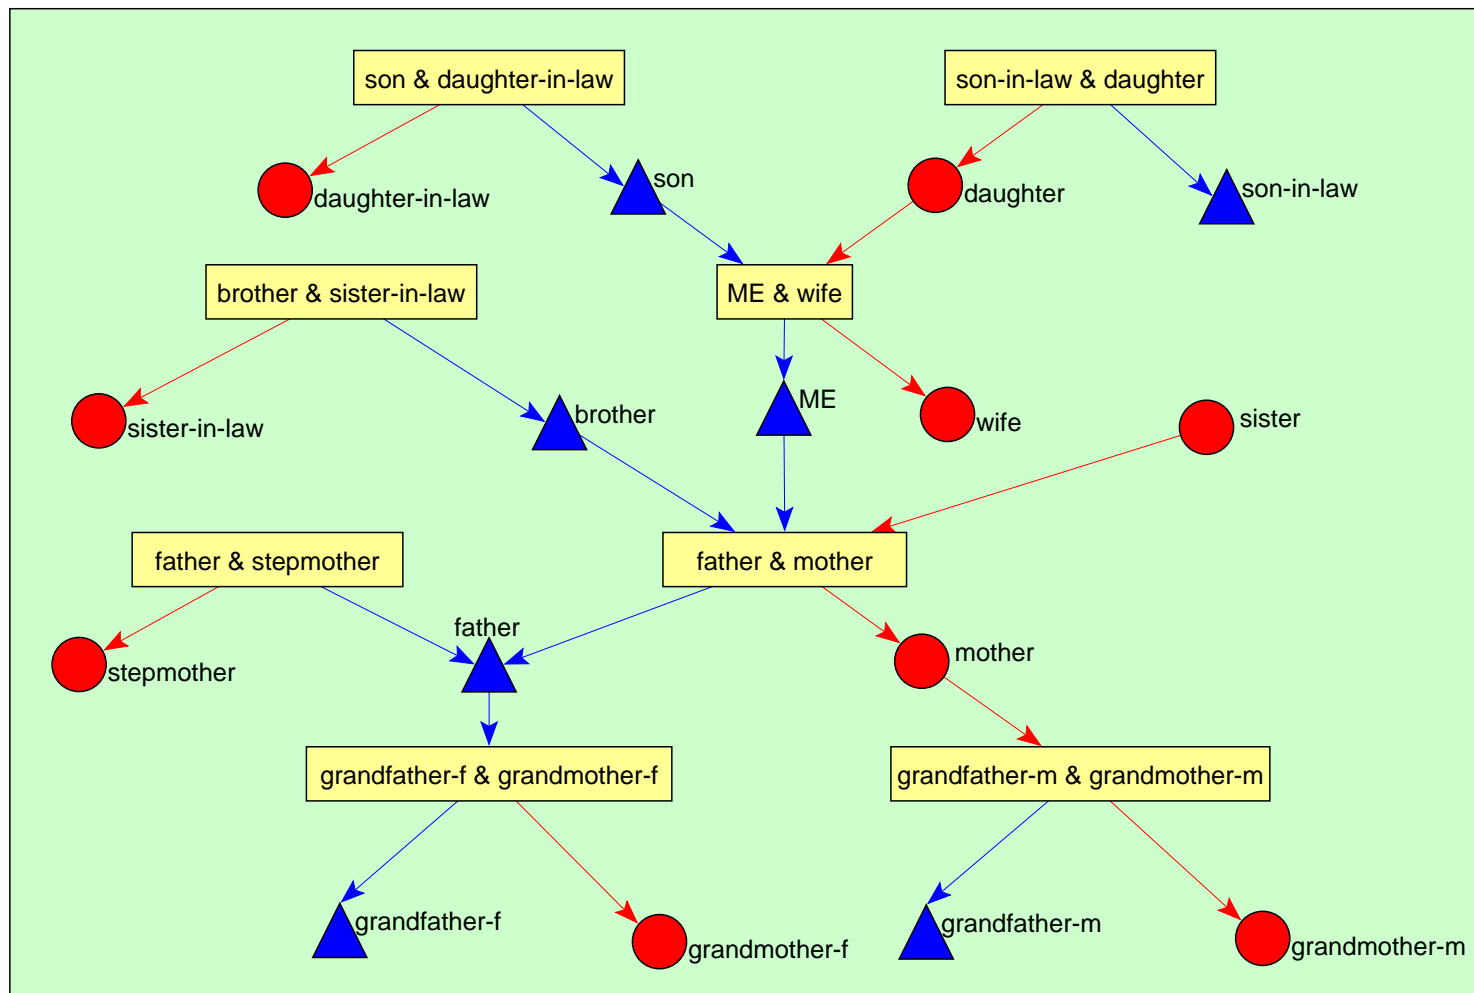 son & daughter-in-law
son-in-law & daughter
daughter-in-law
son
daughter
son-in-law
brother & sister-in-law
ME & wife
sister-in-law
brother
ME
wife
sister
father & stepmother
father & mother
stepmother
father
mother
grandfather-f & grandmother-f
grandfather-m & grandmother-m
grandfather-f
grandmother-f
grandfather-m
grandmother-m